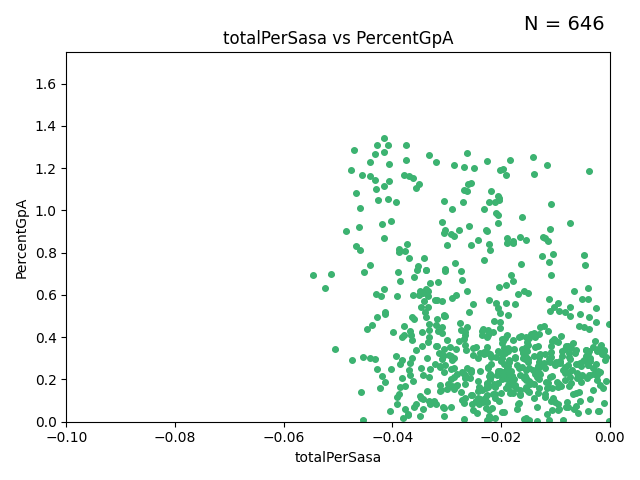 N = 646
totalPerSasa vs PercentGpA
PercentGpA
1.6
1.4
1.2
1.0
0.8
0.6
0.4
0.2
0.0
−0.10 −0.08 −0.06 −0.04 −0.02 0.00
totalPerSasa